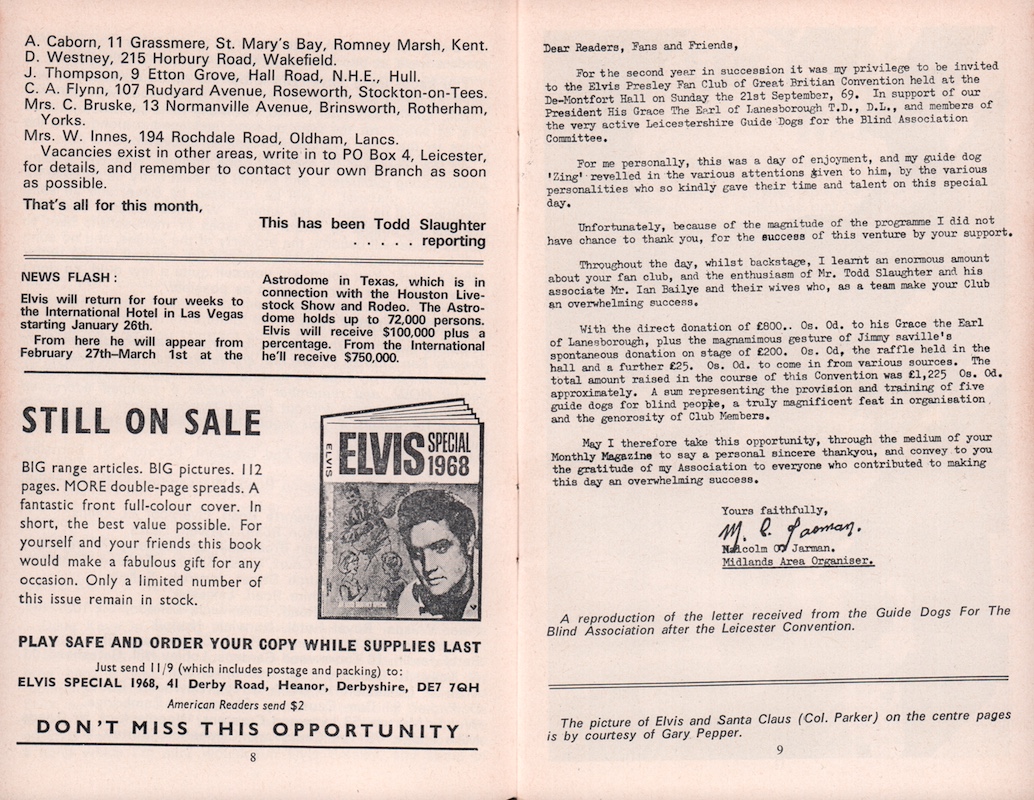 A. Caborn, 11 Grassmere, St. Mary's Bay, Romney Marsh, Kent.
D. Westney, 215 Horbury Road, Wakefield.
J. Thompson, 9 Etton Grove, Hall Road, N.H.E., Hull.
C. A. Flynn, 107 Rudyard Avenue, Roseworth, Stockton-on-Tees.
Mrs. C. Bruske, 13 Normanville Avenue, Brinsworth, Rotherham,
Yorks.
Mrs. W. Innes, 194 Rochdale Road, Oldham, Lancs.
Vacancies exist in other areas, write in to PO Box 4, Leicester,
for details, and remember to contact your own Branch as soon
as possible.
That's all for this month,
This has been Todd Slaughter
. . . . . reporting
NEWS FLASH :
Elvis will return for four weeks to
the International Hotel in Las Vegas
starting January 26th.
From here he will appear from
February 27th–March 1st at the
Astrodome in Texas, which is in
connection with the Houston Live-
stock Show and Rodeo. The Astro-
dome holds up to 72,000 persons.
Elvis will receive $100,000 plus a
percentage. From the International
he'll receive $750,000.
STILL ON SALE
BIG range articles. BIG pictures. 112
pages. MORE double-page spreads. A
fantastic front full-colour cover. In
short, the best value possible. For
yourself and your friends this book
would make a fabulous gift for any
occasion. Only a limited number of
this issue remain in stock.
ELVIS
ELVIS SPECIAL
1968
PLAY SAFE AND ORDER YOUR COPY WHILE SUPPLIES LAST
Just send 11/9 (which includes postage and packing) to:
ELVIS SPECIAL 1968, 41 Derby Road, Heanor, Derbyshire, DE7 7QH
American Readers send $2
DON'T MISS THIS OPPORTUNITY
8
Dear Readers, Fans and Friends,
For the second year in succession it was my privilege to be invited
to the Elvis Presley Fan Club of Great Britian Convention held at the
De-Montfort Hall on Sunday the 21st September, 69. In support of our
President His Grace The Earl of Lanesborough T.D., D.L., and members of
the very active Leicestershire Guide Dogs for the Blind Association
Committee.
For me personally, this was a day of enjoyment, and my guide dog
'Zing' revelled in the various attentions given to him, by the various
personalities who so kindly gave their time and talent on this special
day.
Unfortunately, because of the magnitude of the programme I did not
have chance to thank you, for the success of this venture by your support.
Throughout the day, whilst backstage, I learnt an enormous amount
about your fan club, and the enthusiasm of Mr. Todd Slaughter and his
associate Mr. Ian Bailye and their wives who, as a team make your Club
an overwhelming success.
With the direct donation of £800.. Os. Od. to his Grace the Earl
of Lanesborough, plus the magnamimous gesture of Jimmy saville's
spontaneous donation on stage of £200. Os. Od, the raffle held in the
hall and a further £25. Os. Od. to come in from various sources. The
total amount raised in the course of this Convention was £1,225 Os. Od.
approximately. A sum representing the provision and training of five
guide dogs for blind people, a truly magnificent feat in organisation
and the genorosity of Club Members.
May I therefore take this opportunity, through the medium of your
Monthly Magazine to say a personal sincere thankyou, and convey to you
the gratitude of my Association to everyone who contributed to making
this day an overwhelming success.
Yours faithfully,
M. C. Jarman.
Malcolm Jarman.
Midlands Area Organiser.
A reproduction of the letter received from the Guide Dogs For The
Blind Association after the Leicester Convention.
The picture of Elvis and Santa Claus (Col. Parker) on the centre pages
is by courtesy of Gary Pepper.
9